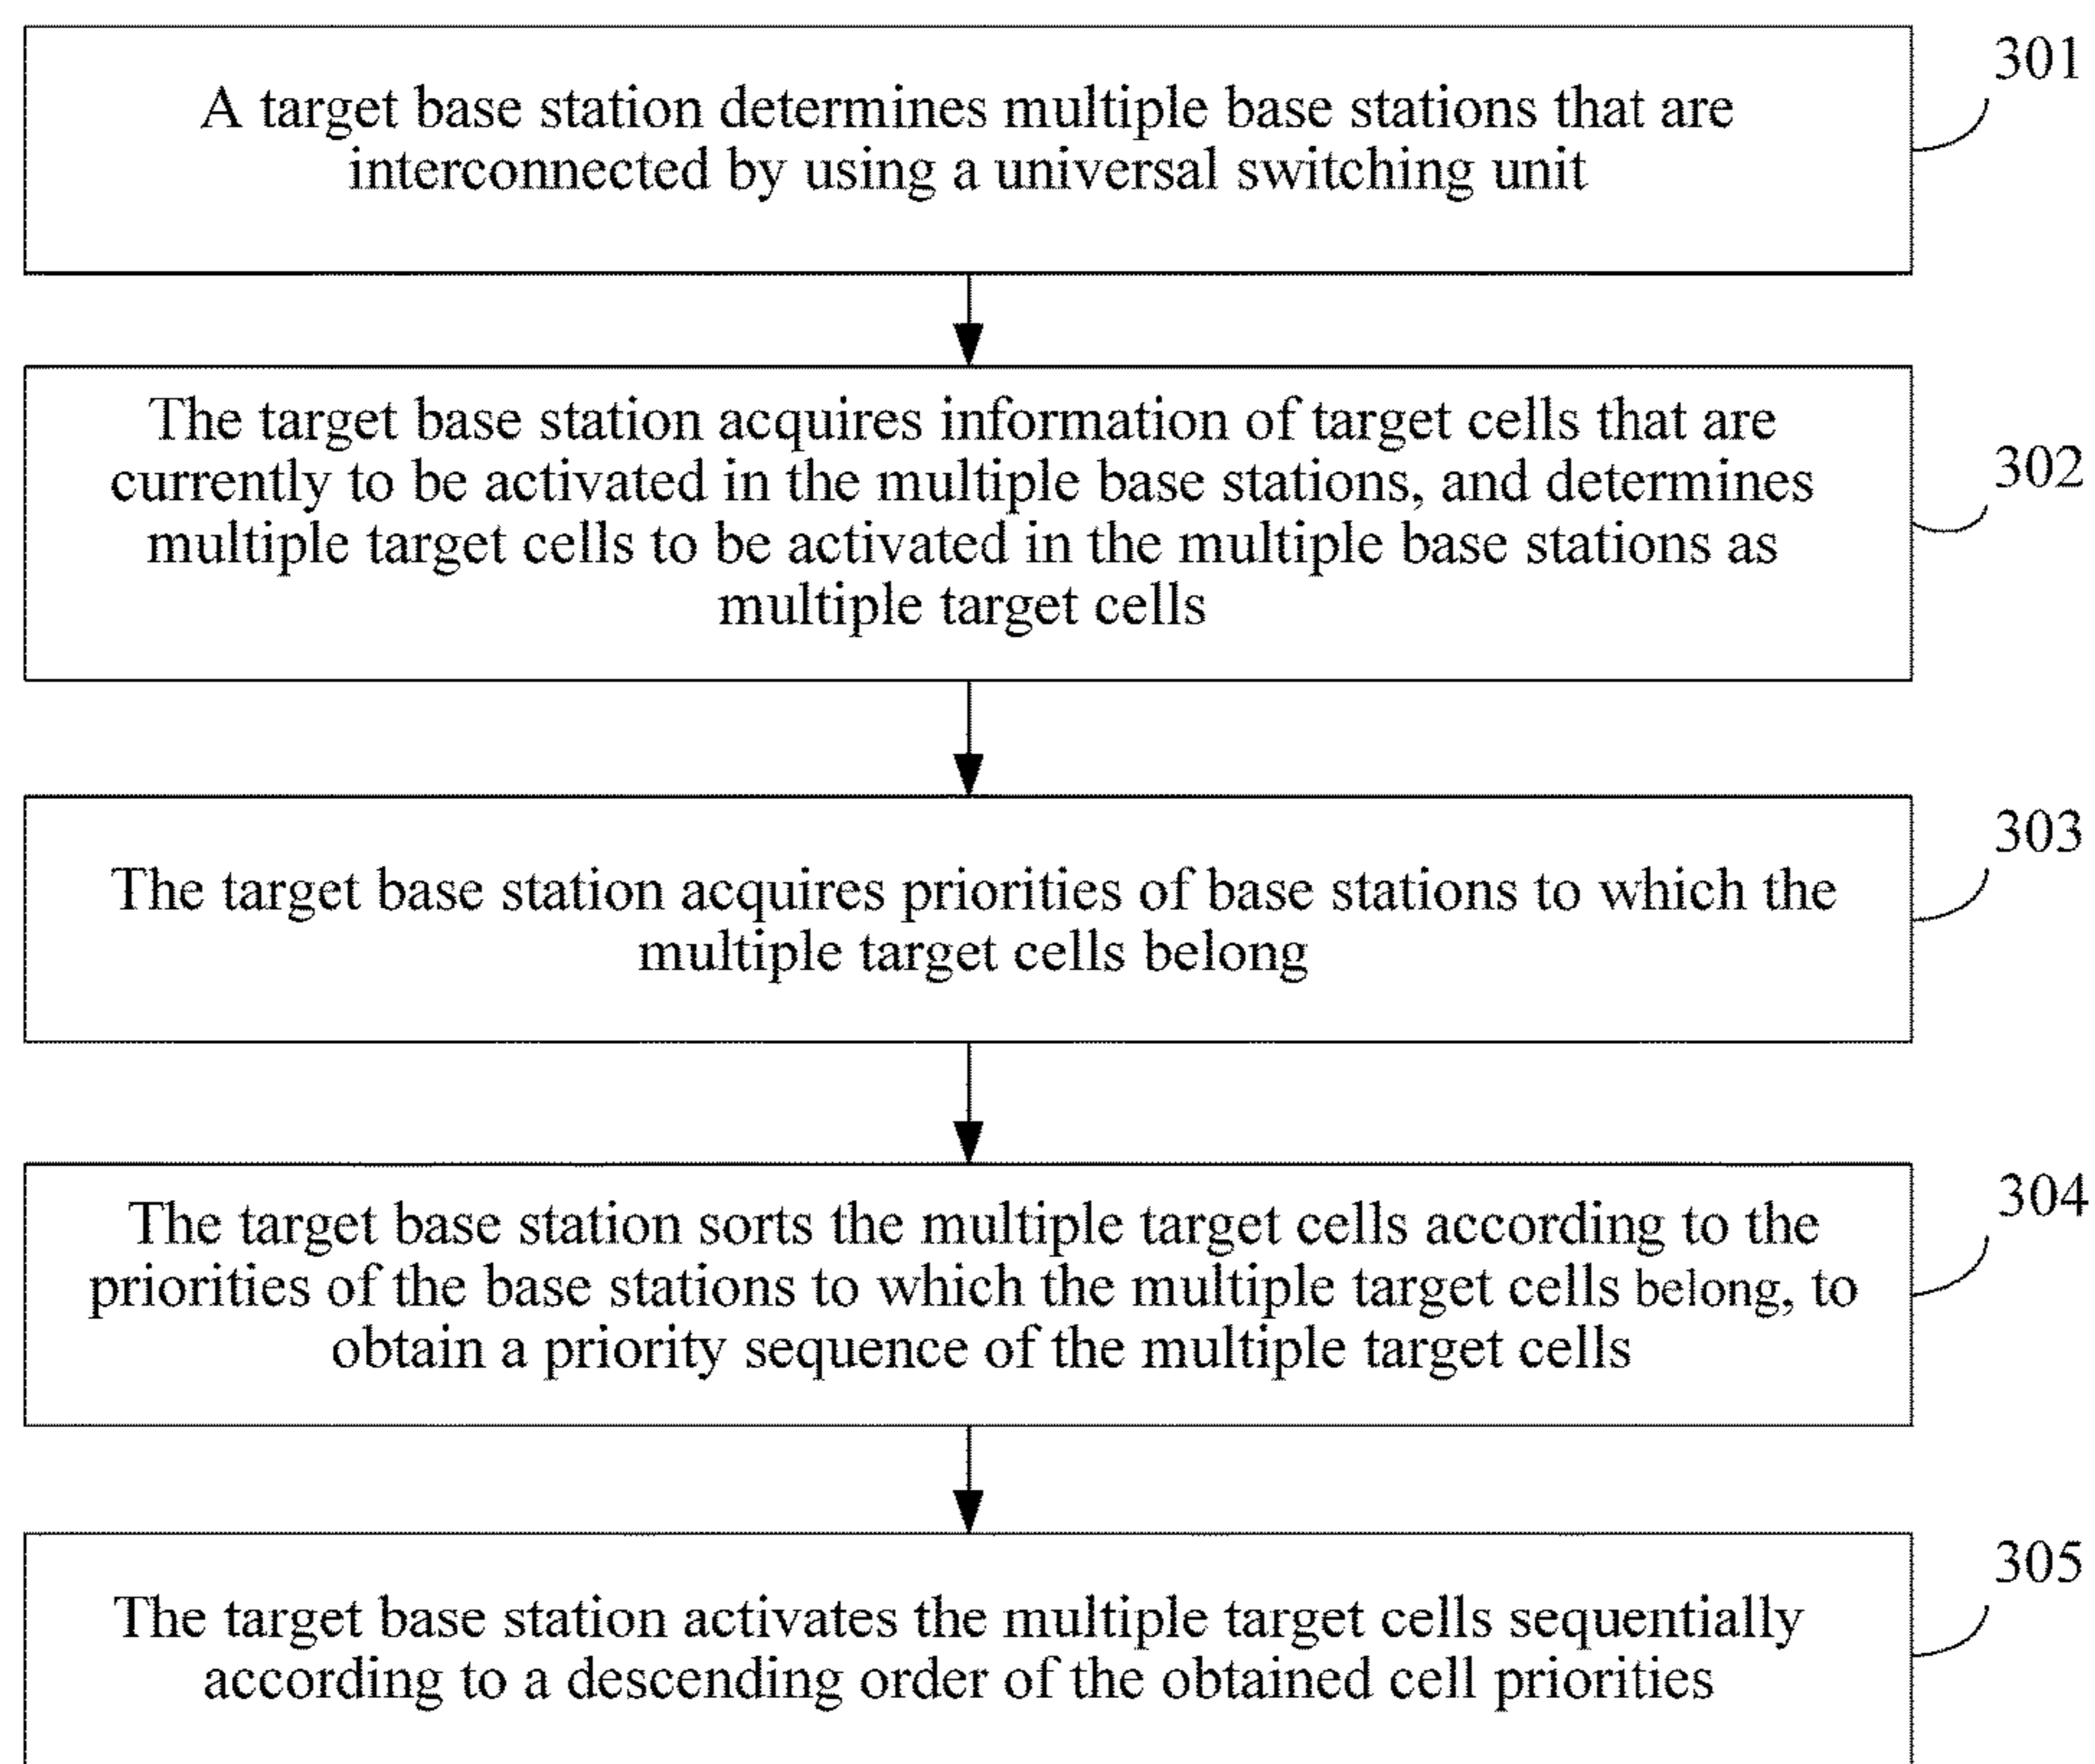 A target base station determines multiple base stations that are
interconnected by using a universal switching unit
301
The target base station acquires information of target cells that are
currently to be activated in the multiple base stations, and determines
multiple target cells to be activated in the multiple base stations as
multiple target cells
302
The target base station acquires priorities of base stations to which the
multiple target cells belong
303
The target base station sorts the multiple target cells according to the
priorities of the base stations to which the multiple target cells belong, to
obtain a priority sequence of the multiple target cells
304
The target base station activates the multiple target cells sequentially
according to a descending order of the obtained cell priorities
305